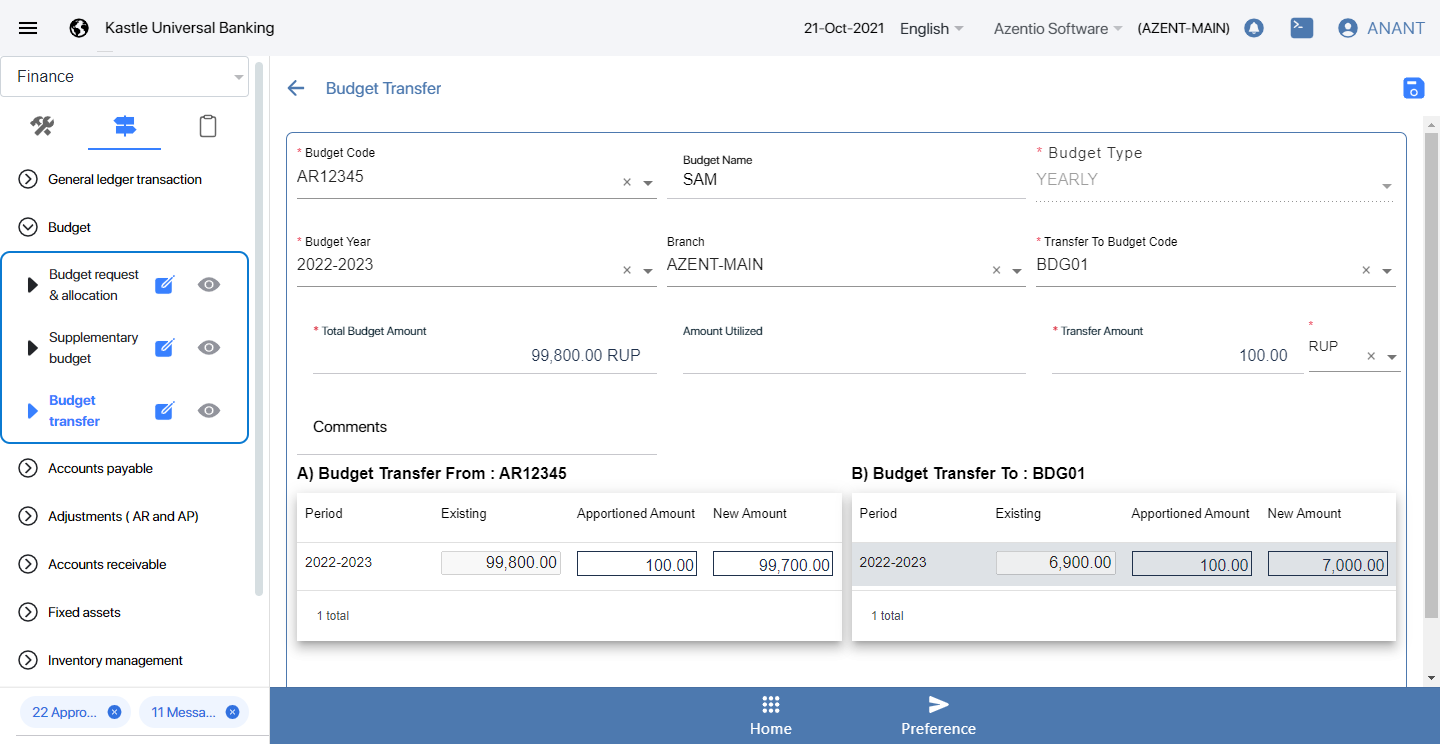 Kastle Universal Banking
21-Oct-2021
English
Azentio Software
(AZENT-MAIN)
ANANT
Finance
General ledger transaction
Budget
Budget request
& allocation
Supplementary
budget
Budget
transfer
Accounts payable
Adjustments ( AR and AP)
Accounts receivable
Fixed assets
Inventory management
22 Appro...
11 Messa...
Budget Transfer
* Budget Code
AR12345
Budget Name
SAM
* Budget Type
YEARLY
* Budget Year
2022-2023
Branch
AZENT-MAIN
* Transfer To Budget Code
BDG01
* Total Budget Amount
99,800.00 RUP
Amount Utilized
* Transfer Amount
100.00
*
RUP
Comments
A) Budget Transfer From : AR12345
Period Existing Apportioned Amount New Amount
2022-2023 99,800.00 100.00 99,700.00
1 total
B) Budget Transfer To : BDG01
Period Existing Apportioned Amount New Amount
2022-2023 6,900.00 100.00 7,000.00
1 total
Home
Preference